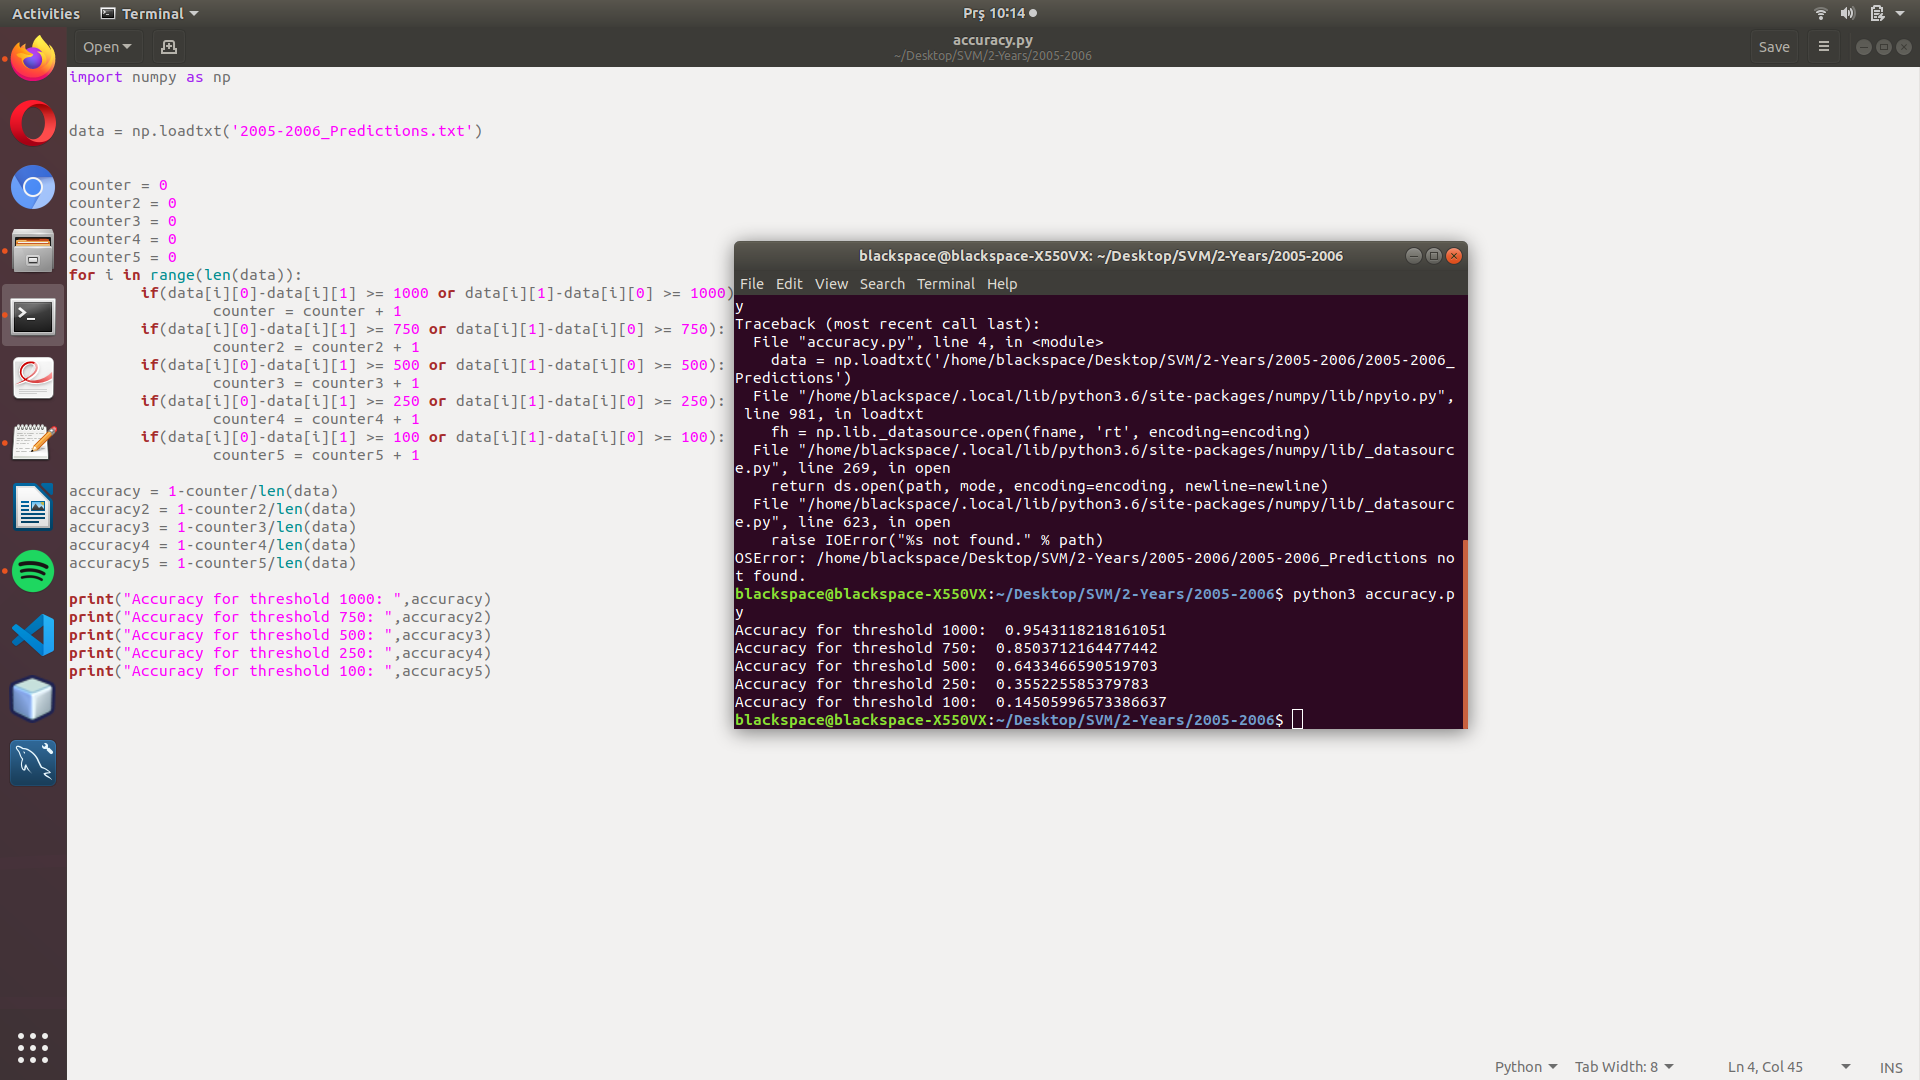 Activities
Terminal
Prş 10:14
Open
accuracy.py
~/Desktop/SVM/2-Years/2005-2006
Save
import numpy as np
data = np.loadtxt('2005-2006_Predictions.txt')
counter = 0
counter2 = 0
counter3 = 0
counter4 = 0
counter5 = 0
for i in range(len(data)):
if(data[i][0]-data[i][1] >= 1000 or data[i][1]-data[i][0] >= 1000)
counter = counter + 1
if(data[i][0]-data[i][1] >= 750 or data[i][1]-data[i][0] >= 750):
counter2 = counter2 + 1
if(data[i][0]-data[i][1] >= 500 or data[i][1]-data[i][0] >= 500):
counter3 = counter3 + 1
if(data[i][0]-data[i][1] >= 250 or data[i][1]-data[i][0] >= 250):
counter4 = counter4 + 1
if(data[i][0]-data[i][1] >= 100 or data[i][1]-data[i][0] >= 100):
counter5 = counter5 + 1
accuracy = 1-counter/len(data)
accuracy2 = 1-counter2/len(data)
accuracy3 = 1-counter3/len(data)
accuracy4 = 1-counter4/len(data)
accuracy5 = 1-counter5/len(data)
print("Accuracy for threshold 1000: ",accuracy)
print("Accuracy for threshold 750: ",accuracy2)
print("Accuracy for threshold 500: ",accuracy3)
print("Accuracy for threshold 250: ",accuracy4)
print("Accuracy for threshold 100: ",accuracy5)
blackspace@blackspace-X550VX: ~/Desktop/SVM/2-Years/2005-2006
File Edit View Search Terminal Help
y
Traceback (most recent call last):
File "accuracy.py", line 4, in <module>
data = np.loadtxt('/home/blackspace/Desktop/SVM/2-Years/2005-2006/2005-2006_
Predictions')
File "/home/blackspace/.local/lib/python3.6/site-packages/numpy/lib/npyio.py",
line 981, in loadtxt
fh = np.lib._datasource.open(fname, 'rt', encoding=encoding)
File "/home/blackspace/.local/lib/python3.6/site-packages/numpy/lib/_datasourc
e.py", line 269, in open
return ds.open(path, mode, encoding=encoding, newline=newline)
File "/home/blackspace/.local/lib/python3.6/site-packages/numpy/lib/_datasourc
e.py", line 623, in open
raise IOError("%s not found." % path)
OSError: /home/blackspace/Desktop/SVM/2-Years/2005-2006/2005-2006_Predictions no
t found.
blackspace@blackspace-X550VX:~/Desktop/SVM/2-Years/2005-2006$ python3 accuracy.p
y
Accuracy for threshold 1000:  0.9543118218161051
Accuracy for threshold 750:  0.8503712164477442
Accuracy for threshold 500:  0.6433466590519703
Accuracy for threshold 250:  0.355225585379783
Accuracy for threshold 100:  0.14505996573386637
blackspace@blackspace-X550VX:~/Desktop/SVM/2-Years/2005-2006$
Python
Tab Width: 8
Ln 4, Col 45
INS